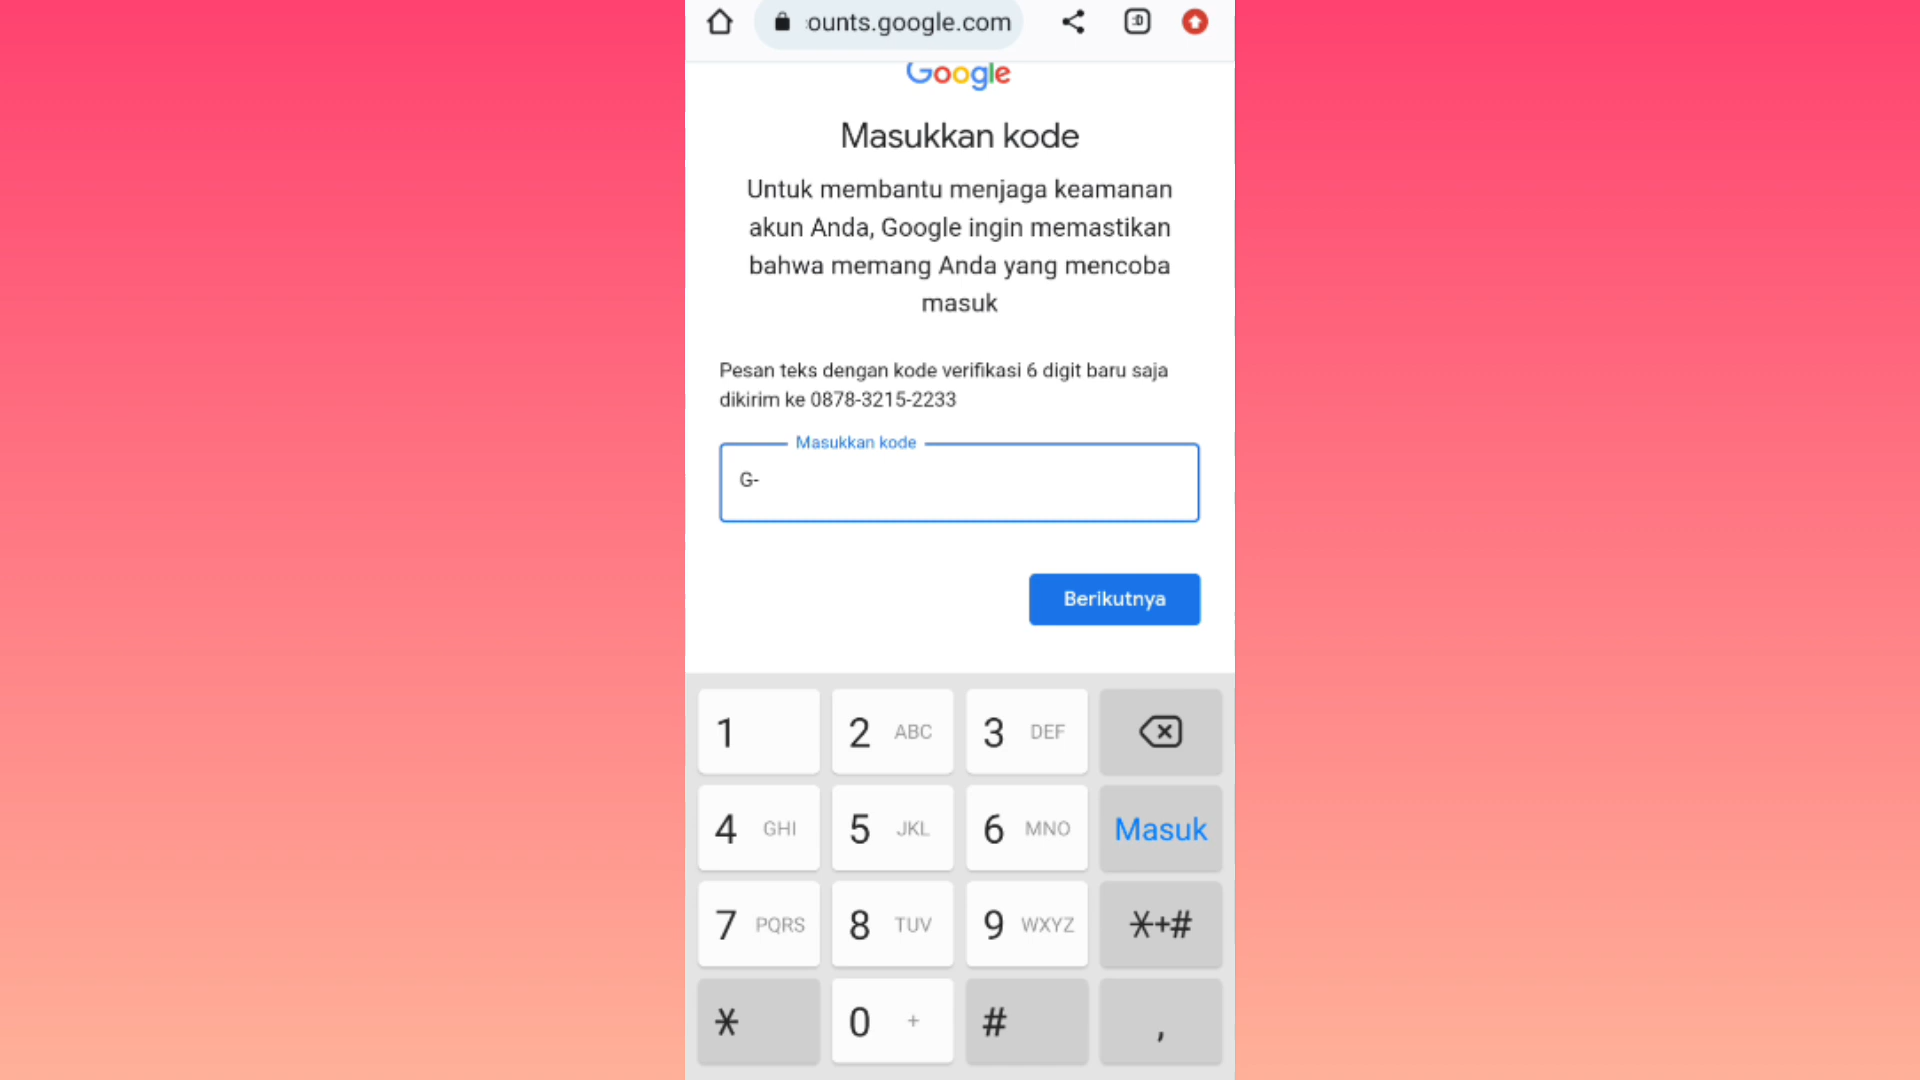 :ounts.google.com
:D
Google
Masukkan kode
Untuk membantu menjaga keamanan
akun Anda, Google ingin memastikan
bahwa memang Anda yang mencoba
masuk
Pesan teks dengan kode verifikasi 6 digit baru saja
dikirim ke 0878-3215-2233
Masukkan kode
G-
Berikutnya
1 2 ABC 3 DEF
4 GHI 5 JKL 6 MNO Masuk
7 PQRS 8 TUV 9 WXYZ *+#
* 0 + # ,